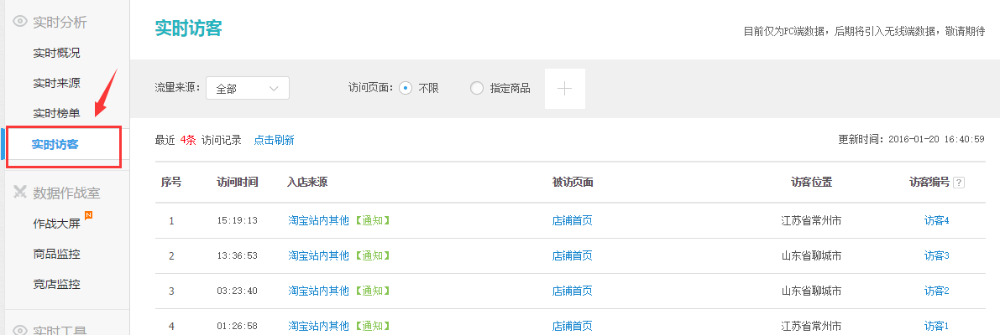 实时分析
实时概况
实时来源
实时榜单
实时访客
数据作战室
作战大屏 N
商品监控
竞店监控
实时工具
实时访客
目前仅为PC端数据，后期将引入无线端数据，敬请期待
流量来源： 全部 访问页面： 不限 指定商品
最近 4条 访问记录 点击刷新 更新时间：2016-01-20 16:40:59
序号 访问时间 入店来源 被访页面 访客位置 访客编号 ?
1 15:19:13 淘宝站内其他【通知】 店铺首页 江苏省常州市 访客4
2 13:36:53 淘宝站内其他【通知】 店铺首页 山东省聊城市 访客3
3 03:23:40 淘宝站内其他【通知】 店铺首页 山东省聊城市 访客2
4 01:26:58 淘宝站内其他【通知】 店铺首页 江苏省常州市 访客1